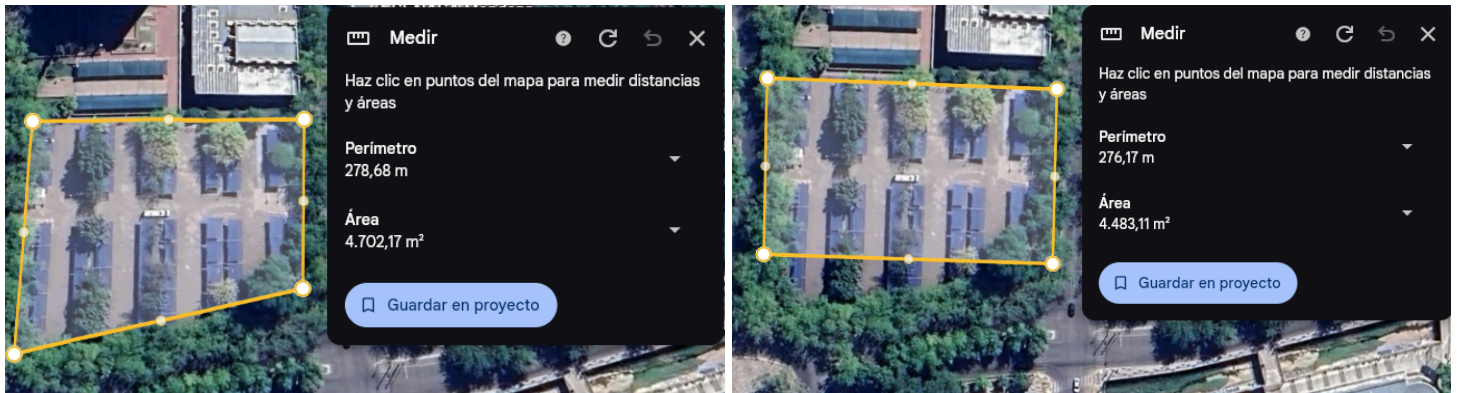 Medir
Haz clic en puntos del mapa para medir distancias
y áreas
Perímetro
278,68 m
Área
4.702,17 m²
Guardar en proyecto
Medir
Haz clic en puntos del mapa para medir distancias
y áreas
Perímetro
276,17 m
Área
4.483,11 m²
Guardar en proyecto